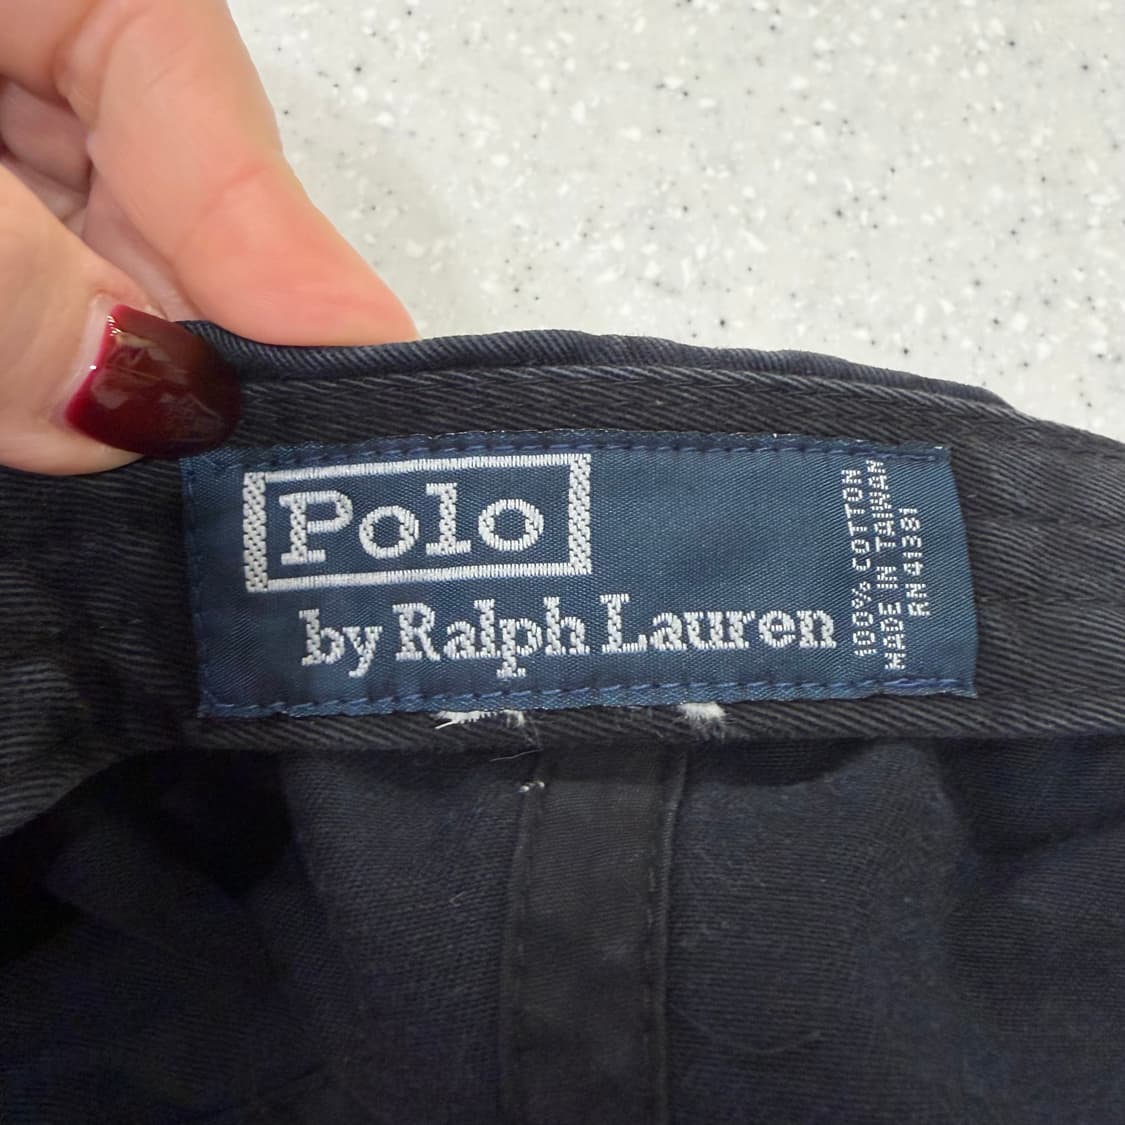 Polo
by Ralph Lauren
100% COTTON
MADE IN TAIWAN
RN 41381